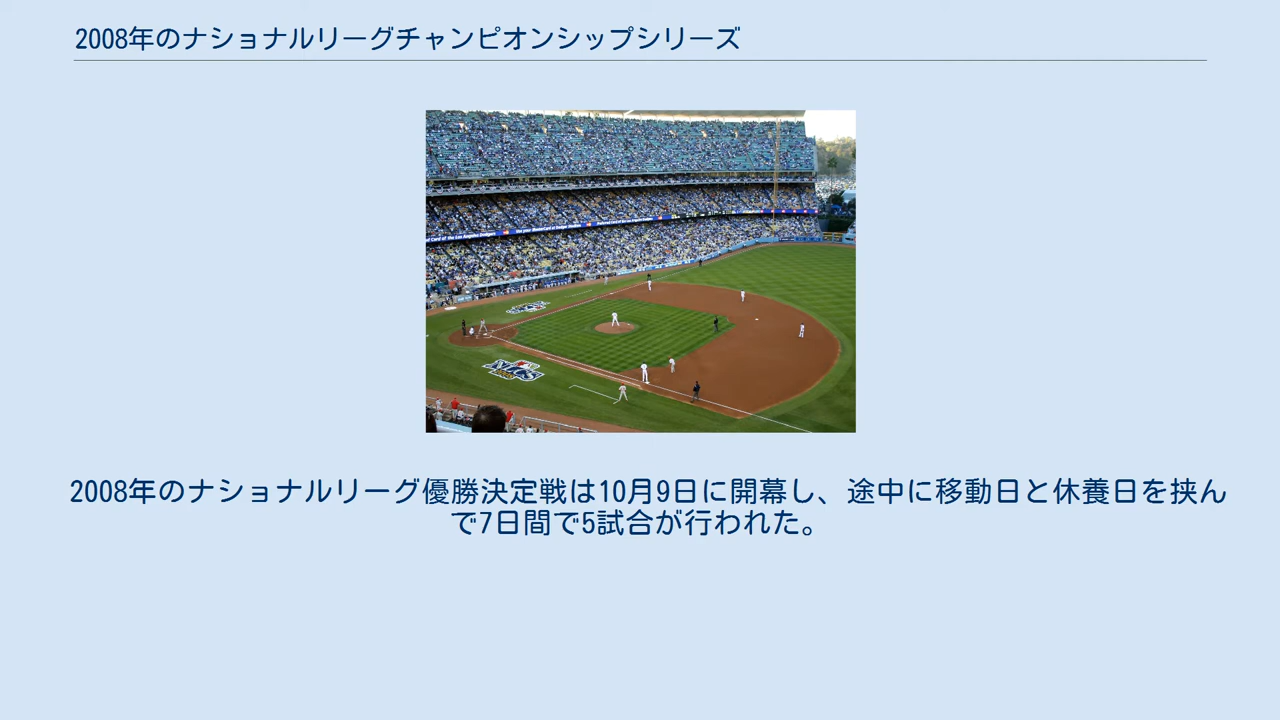 2008年のナショナルリーグチャンピオンシップシリーズ
NLCS
2008年のナショナルリーグ優勝決定戦は10月9日に開幕し、途中に移動日と休養日を挟ん
で7日間で5試合が行われた。